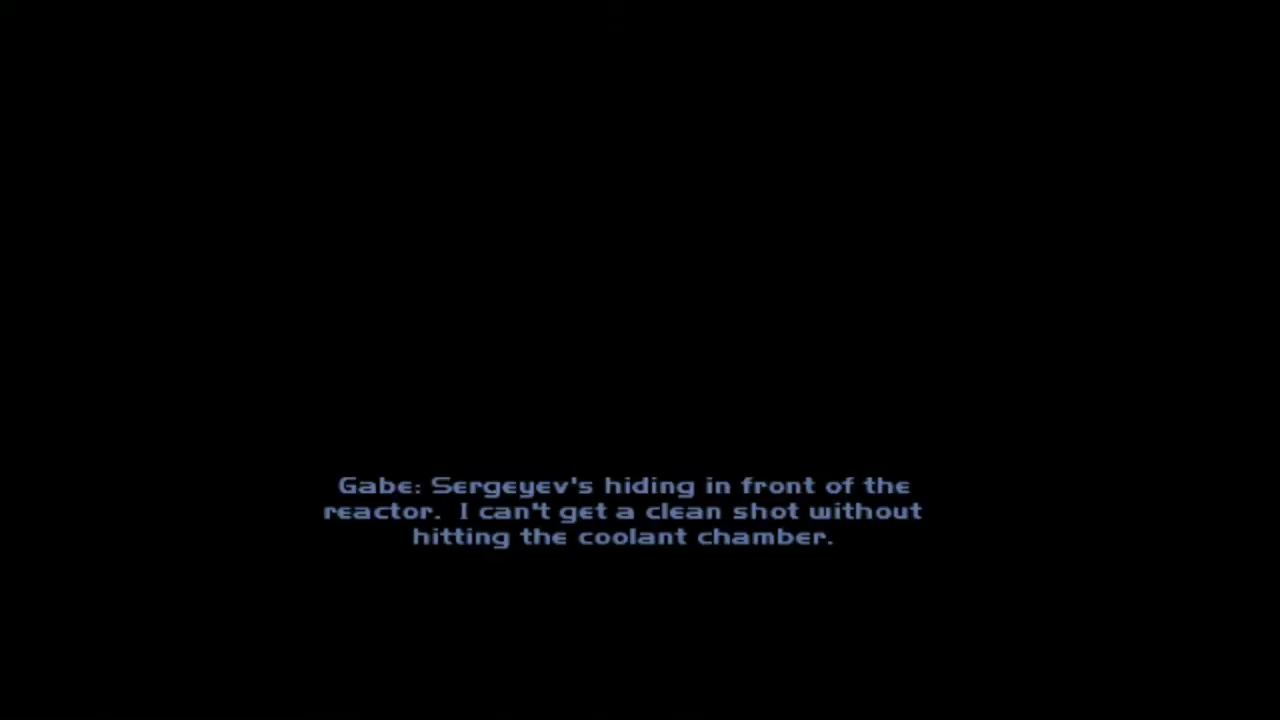 Gabe: Sergeyev's hiding in front of the
reactor.  I can't get a clean shot without
hitting the coolant chamber.